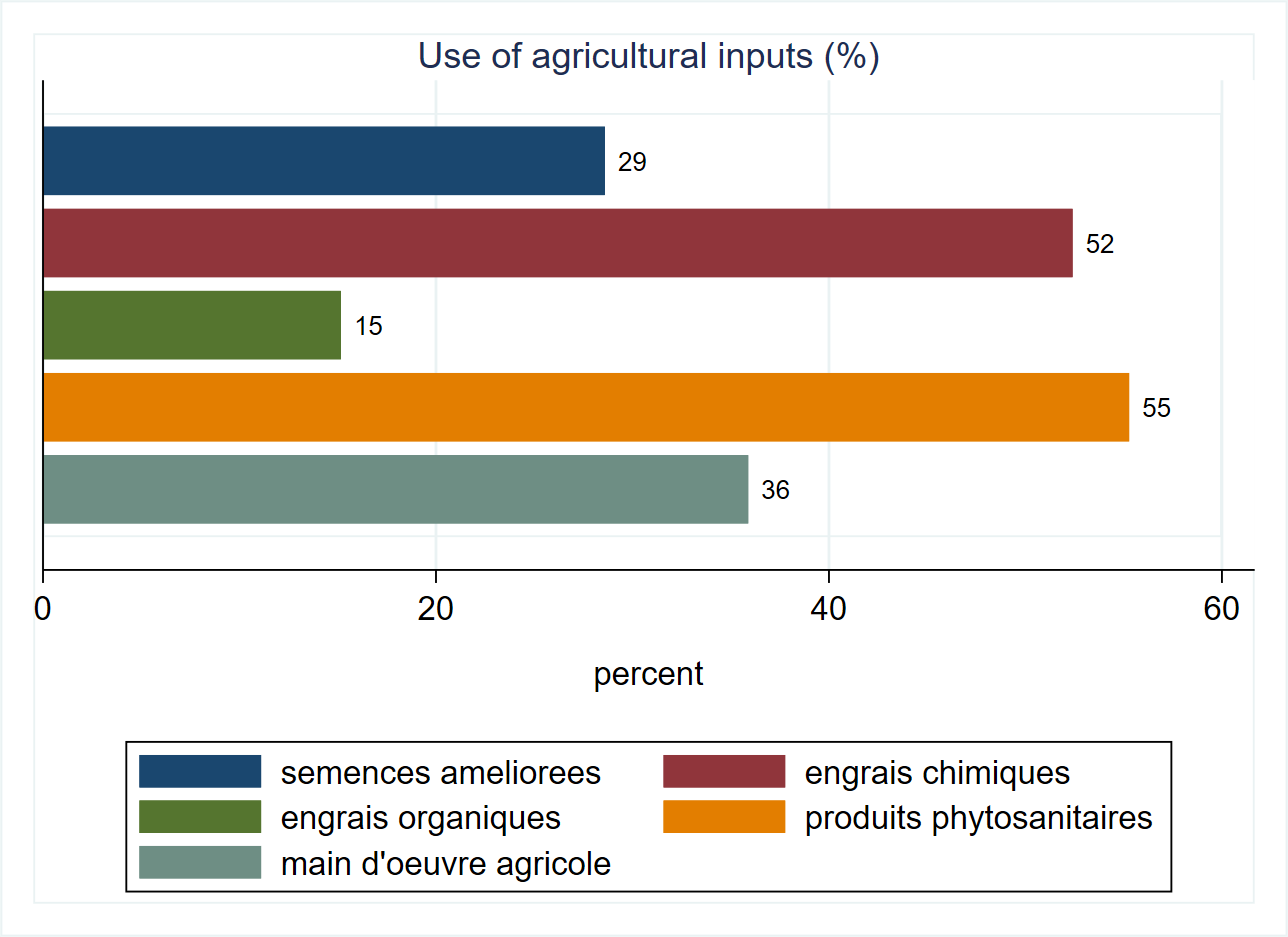 Use of agricultural inputs (%)
29
52
15
55
36
0 20 40 60
percent
semences ameliorees engrais chimiques
engrais organiques produits phytosanitaires
main d'oeuvre agricole